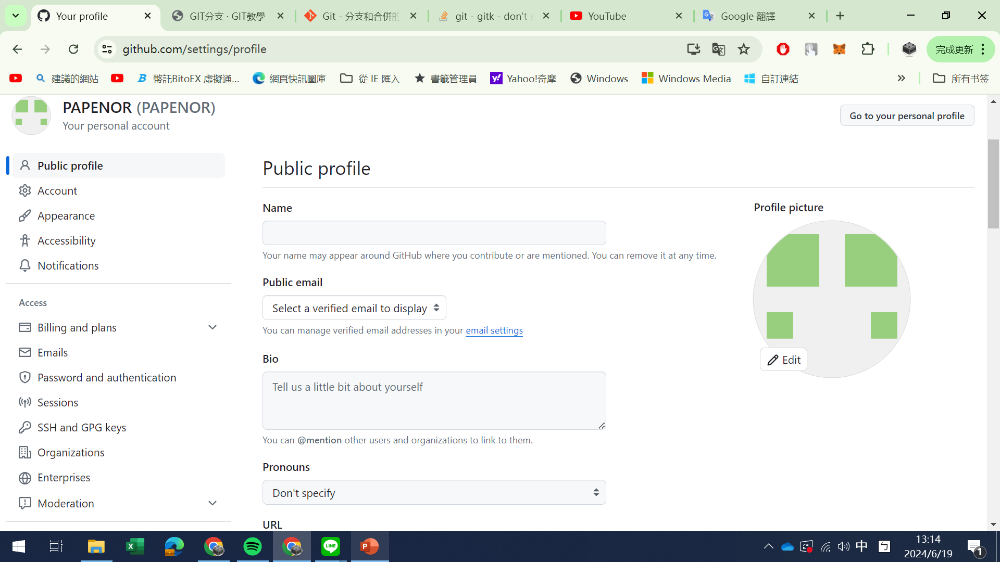 Your profile
GIT分支 · GIT教學
Git - 分支和合併的
git - gitk - don't s
YouTube
Google 翻譯
github.com/settings/profile
完成更新
建議的網站
幣託BitoEX 虛擬通...
網頁快訊圖庫
從 IE 匯入
書籤管理員
Yahoo!奇摩
Windows
Windows Media
自訂連結
所有书签
PAPENOR (PAPENOR)
Your personal account
Go to your personal profile
Public profile
Account
Appearance
Accessibility
Notifications
Access
Billing and plans
Emails
Password and authentication
Sessions
SSH and GPG keys
Organizations
Enterprises
Moderation
Public profile
Name
Your name may appear around GitHub where you contribute or are mentioned. You can remove it at any time.
Public email
Select a verified email to display
You can manage verified email addresses in your email settings
Bio
Tell us a little bit about yourself
You can @mention other users and organizations to link to them.
Pronouns
Don't specify
URL
Profile picture
Edit
LINE
中
ㄅ
13:14
2024/6/19
1